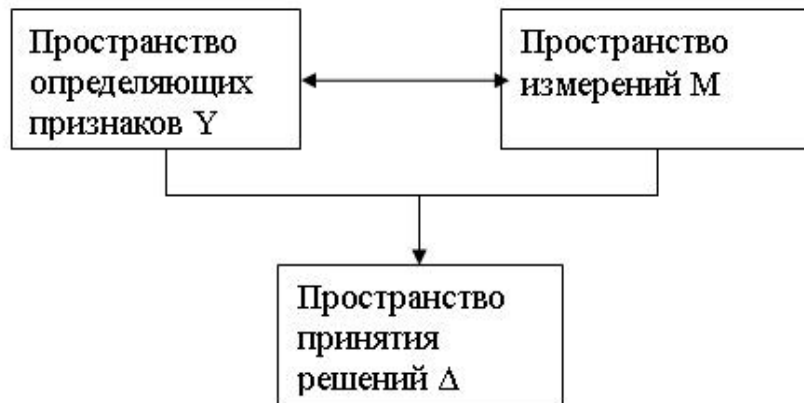 Пространство
определяющих
признаков Y
Пространство
измерений M
Пространство
принятия
решений Δ